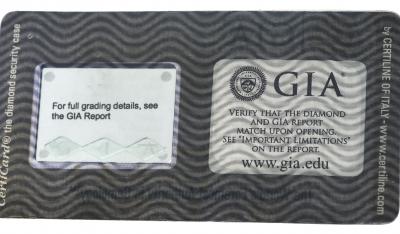 CertiCard® the diamond security case
For full grading details, see
the GIA Report
GIA®
VERIFY THAT THE DIAMOND
AND GIA REPORT
MATCH UPON OPENING.
SEE "IMPORTANT LIMITATIONS"
ON THE REPORT.
www.gia.edu
by CERTILINE OF ITALY - www.certiline.com